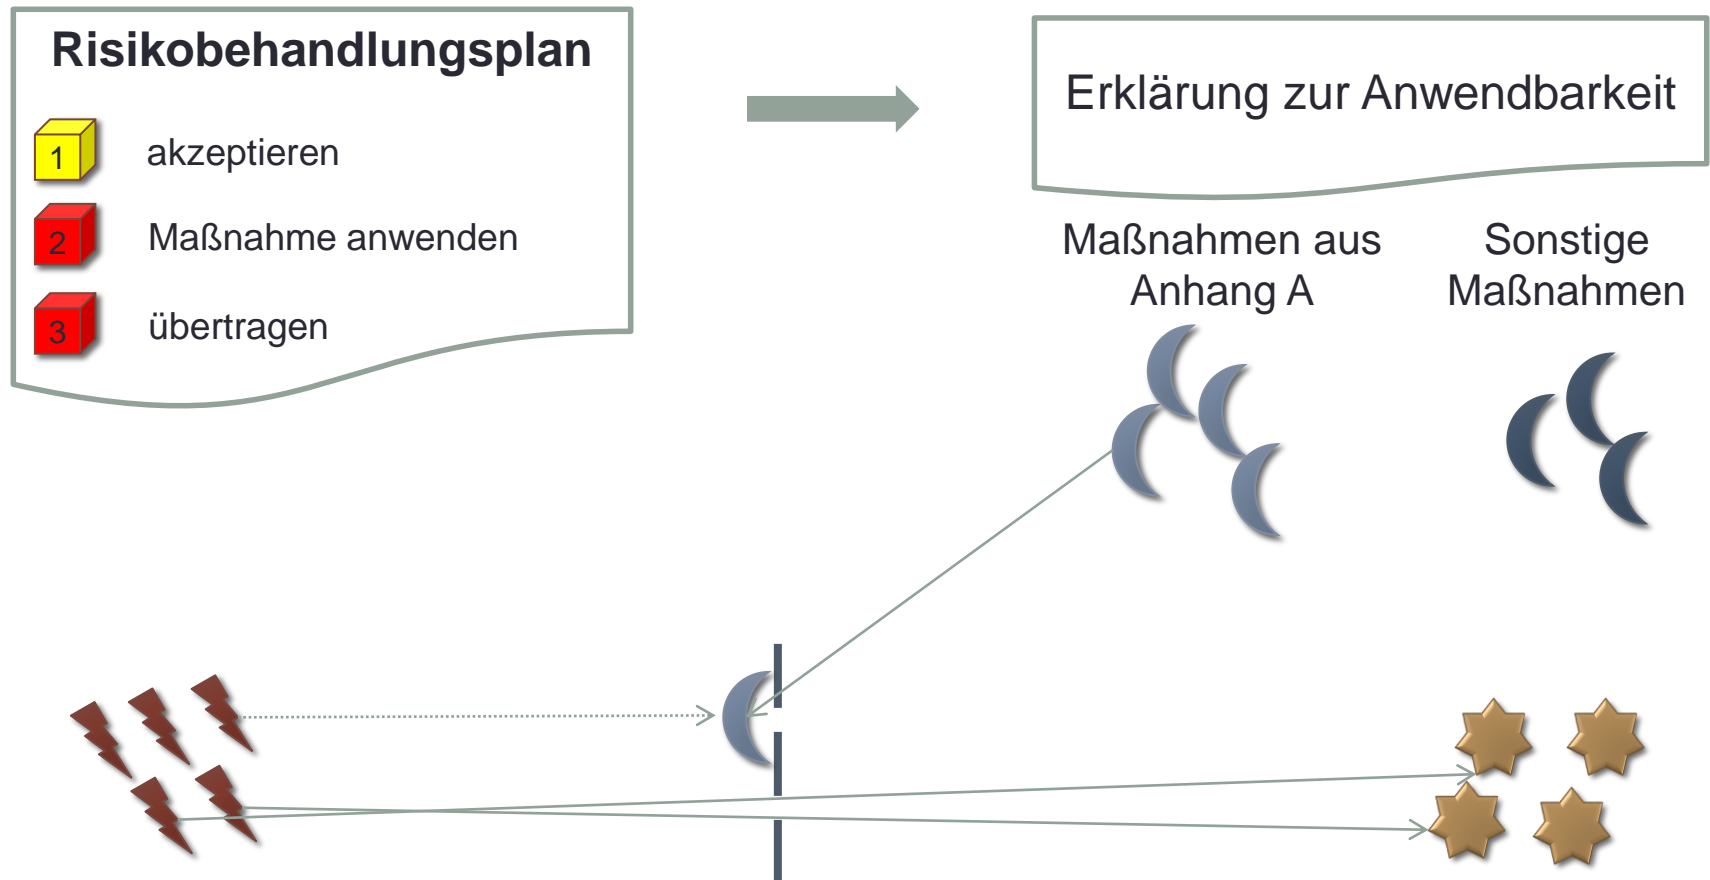 Risikobehandlungsplan
1 akzeptieren
2 Maßnahme anwenden
3 übertragen
Erklärung zur Anwendbarkeit
Maßnahmen aus
Anhang A
Sonstige
Maßnahmen